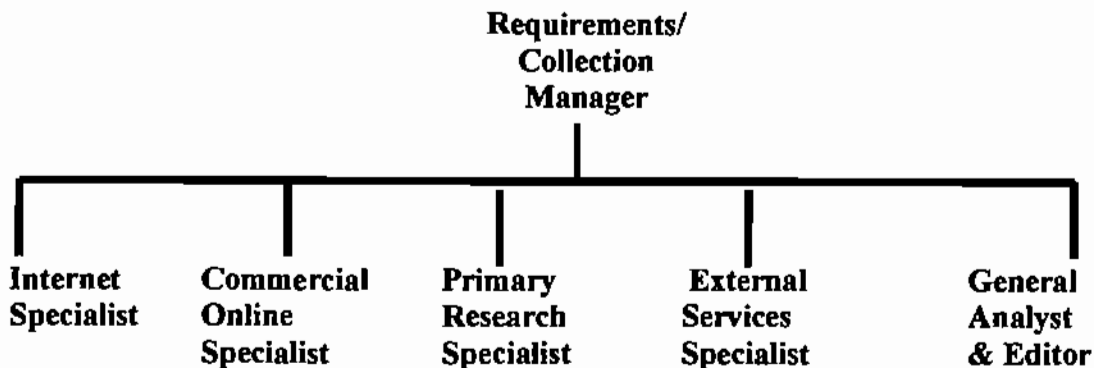 Requirements/
Collection
Manager
Internet
Specialist
Commercial
Online
Specialist
Primary
Research
Specialist
External
Services
Specialist
General
Analyst
& Editor